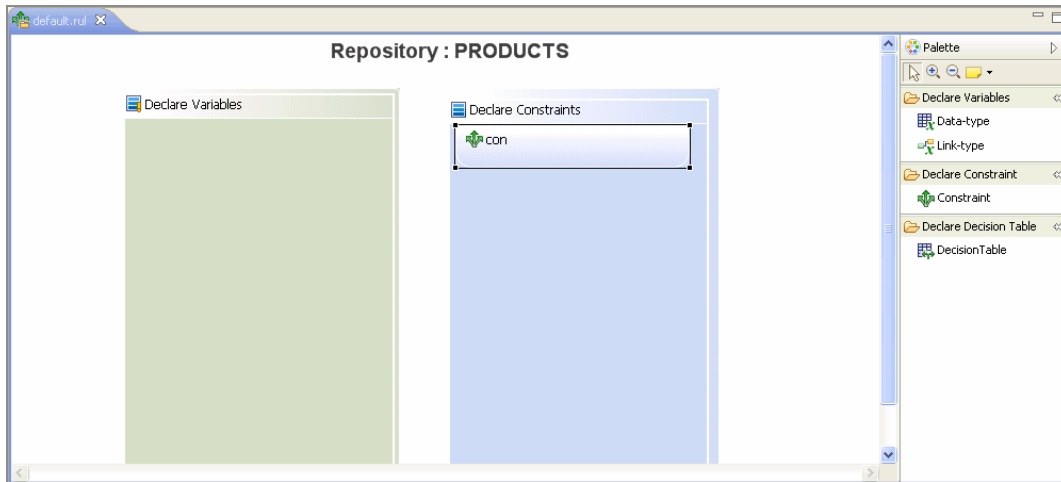 default.rul
Repository : PRODUCTS
Declare Variables
Declare Constraints
con
Palette
Declare Variables
Data-type
Link-type
Declare Constraint
Constraint
Declare Decision Table
DecisionTable